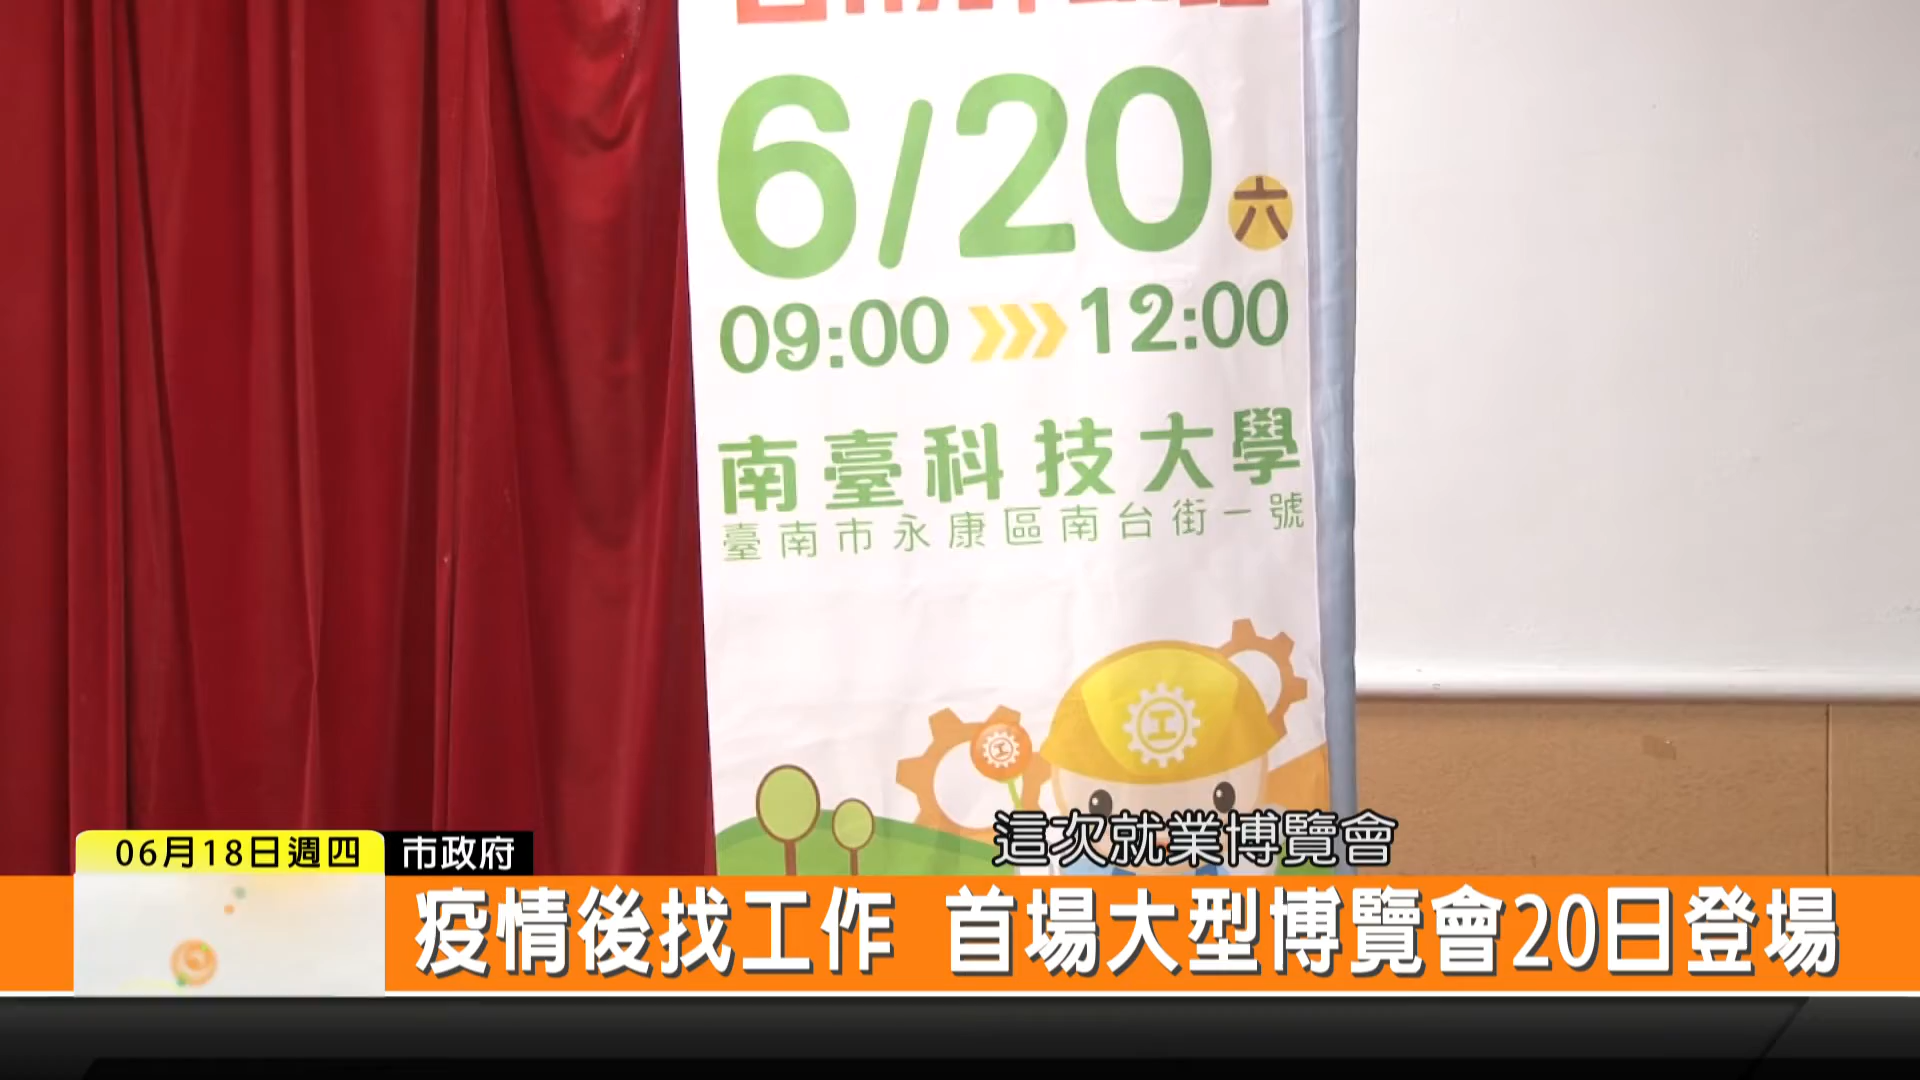 6/20 六
09:00 12:00
南臺科技大學
臺南市永康區南台街一號
工
工
這次就業博覽會
06月18日週四
市政府
疫情後找工作 首場大型博覽會20日登場